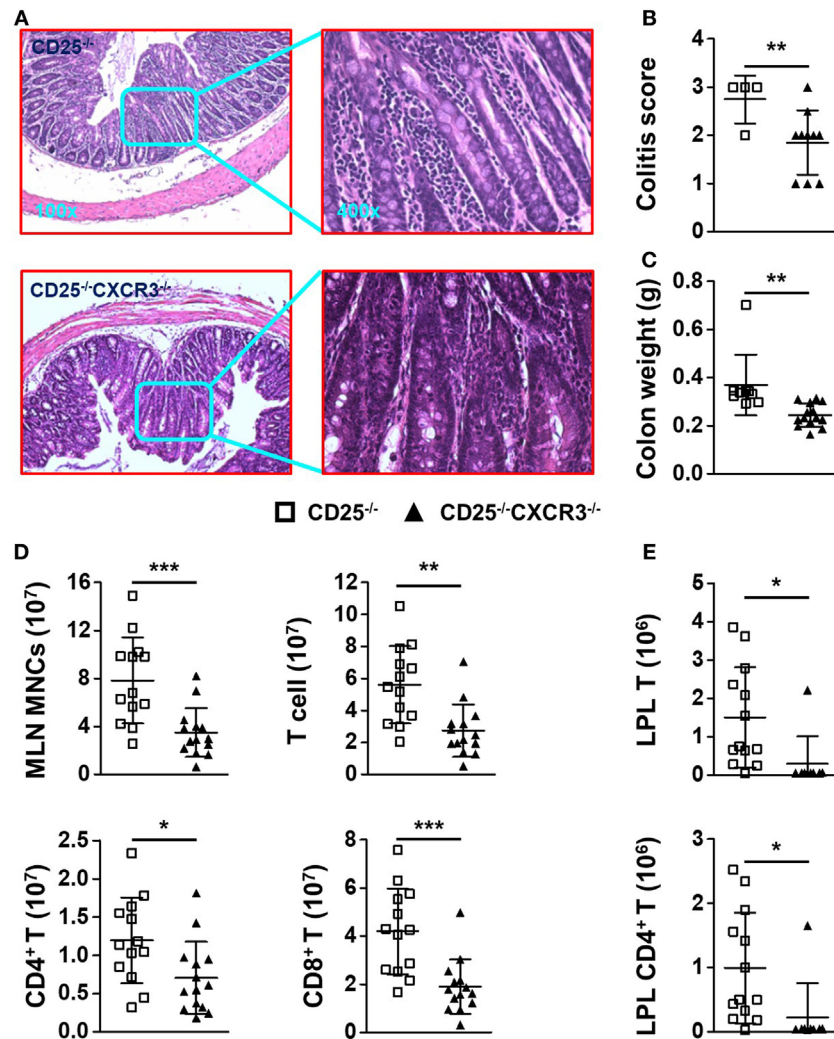 A
CD25-/-
100x
400x
CD25-/-CXCR3-/-
B
**
Colitis score
4
3
2
1
0
C
**
Colon weight (g)
0.8
0.6
0.4
0.2
0.0
CD25-/- CD25-/-CXCR3-/-
D
***
MLN MNCs (10^7)
16
12
8
4
0
**
T cell (10^7)
12
10
8
6
4
2
0
E
*
LPL T (10^6)
5
4
3
2
1
0
*
CD4+ T (10^7)
2.5
2.0
1.5
1.0
0.5
0.0
***
CD8+ T (10^7)
8
6
4
2
0
*
LPL CD4+ T (10^6)
3
2
1
0